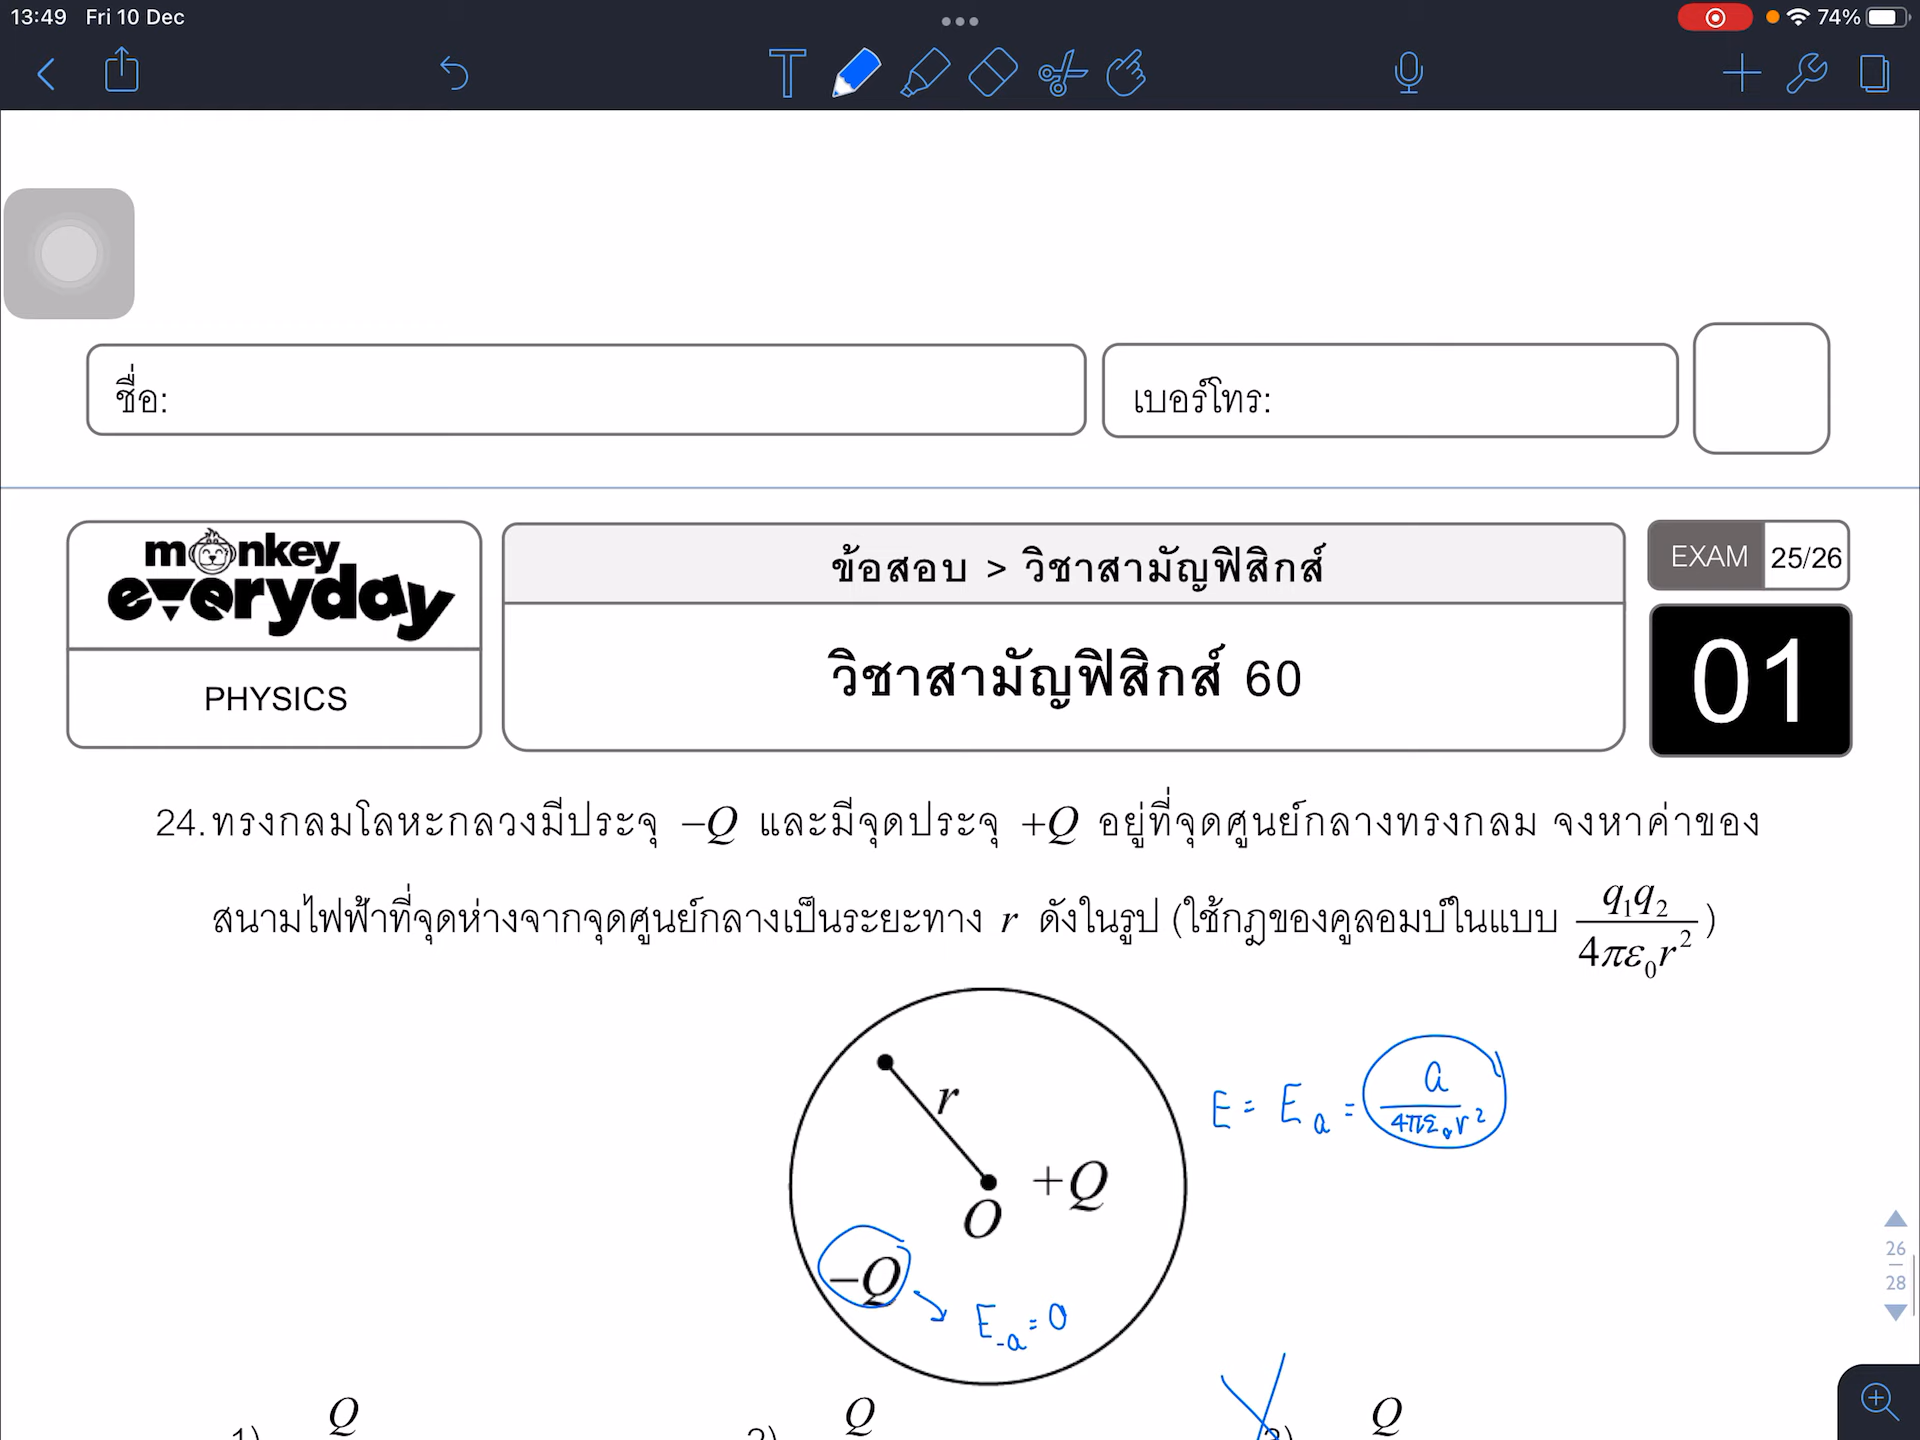 13:49 Fri 10 Dec
74%
ชื่อ:
เบอร์โทร:
monkey
everyday
PHYSICS
ข้อสอบ > วิชาสามัญฟิสิกส์
วิชาสามัญฟิสิกส์ 60
EXAM 25/26
01
24. ทรงกลมโลหะกลวงมีประจุ −Q และมีจุดประจุ +Q อยู่ที่จุดศูนย์กลางทรงกลม จงหาค่าของ
สนามไฟฟ้าที่จุดห่างจากจุดศูนย์กลางเป็นระยะทาง r ดังในรูป (ใช้กฎของคูลอมบ์ในแบบ q₁q₂ / 4πε₀r²)
r
+Q
O
−Q
E = E_Q = Q / 4πε₀r²
E_-Q = 0
26
28
1) Q
2) Q
3) Q